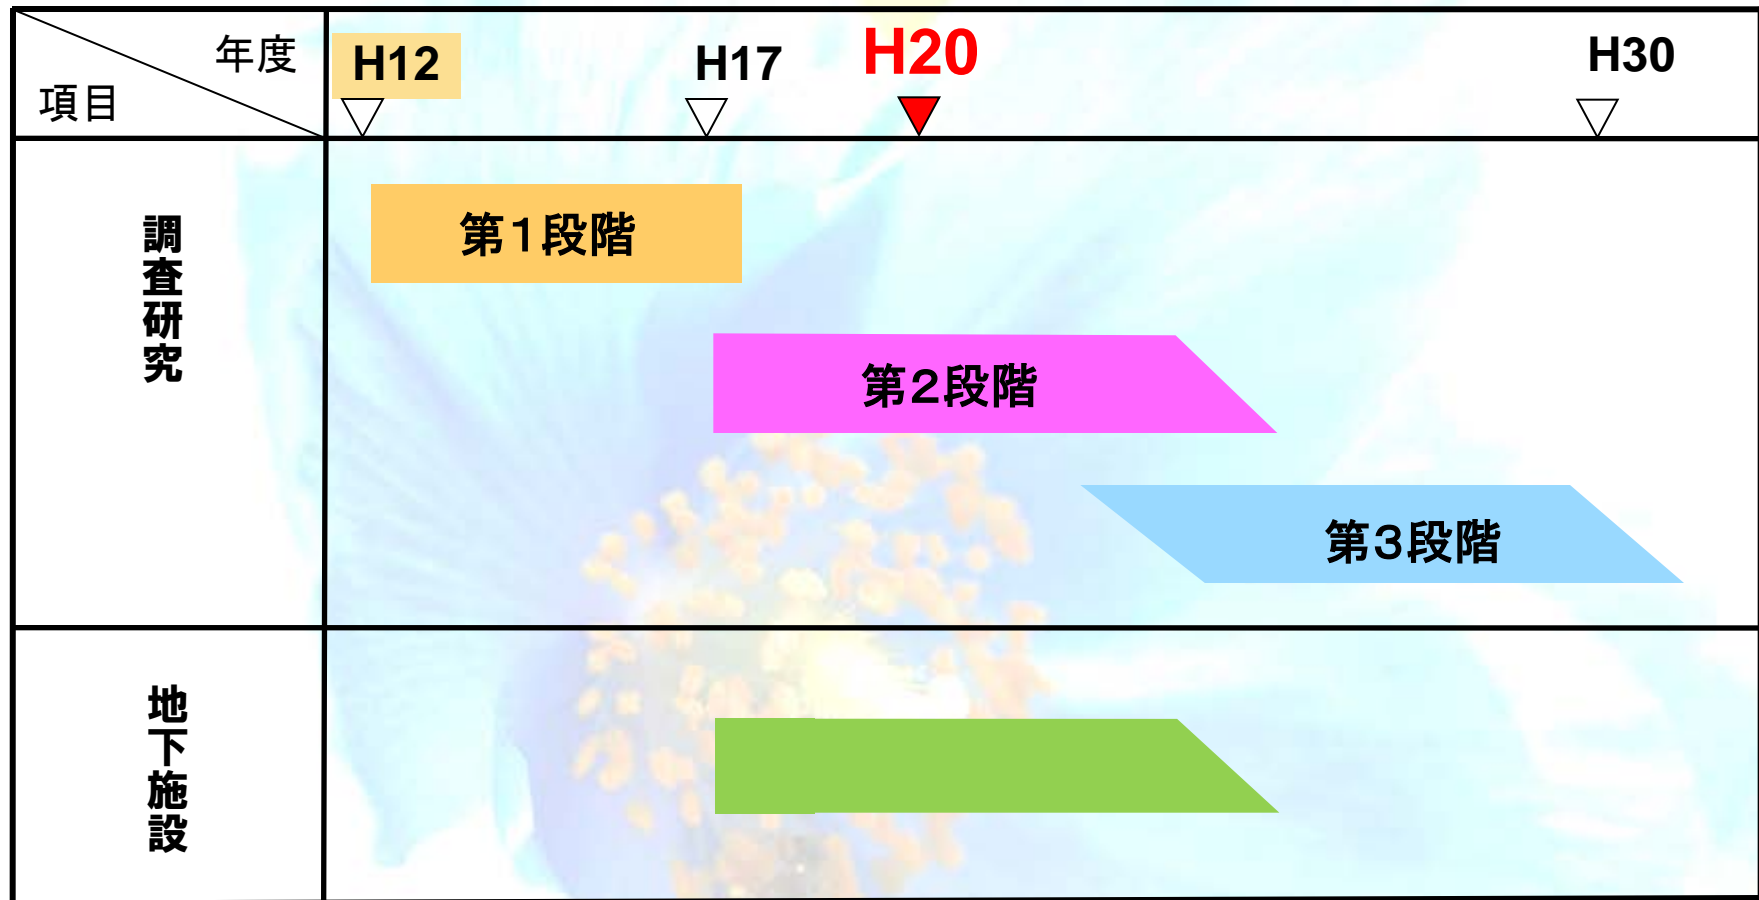 年度
項目
H12
H17
H20
H30
調査研究
第1段階
第2段階
第3段階
地下施設